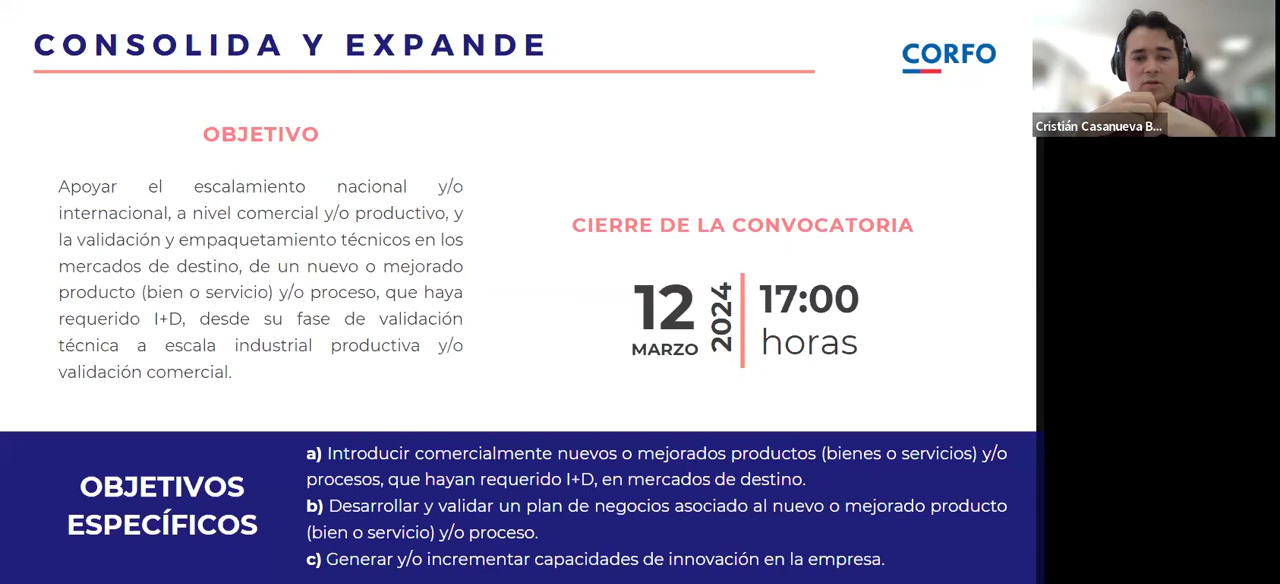 CONSOLIDA Y EXPANDE
CORFO
Cristián Casanueva B...
OBJETIVO
Apoyar el escalamiento nacional y/o
internacional, a nivel comercial y/o productivo, y
la validación y empaquetamiento técnicos en los
mercados de destino, de un nuevo o mejorado
producto (bien o servicio) y/o proceso, que haya
requerido I+D, desde su fase de validación
técnica a escala industrial productiva y/o
validación comercial.
CIERRE DE LA CONVOCATORIA
12
MARZO
2024
17:00
horas
OBJETIVOS
ESPECÍFICOS
a) Introducir comercialmente nuevos o mejorados productos (bienes o servicios) y/o
procesos, que hayan requerido I+D, en mercados de destino.
b) Desarrollar y validar un plan de negocios asociado al nuevo o mejorado producto
(bien o servicio) y/o proceso.
c) Generar y/o incrementar capacidades de innovación en la empresa.